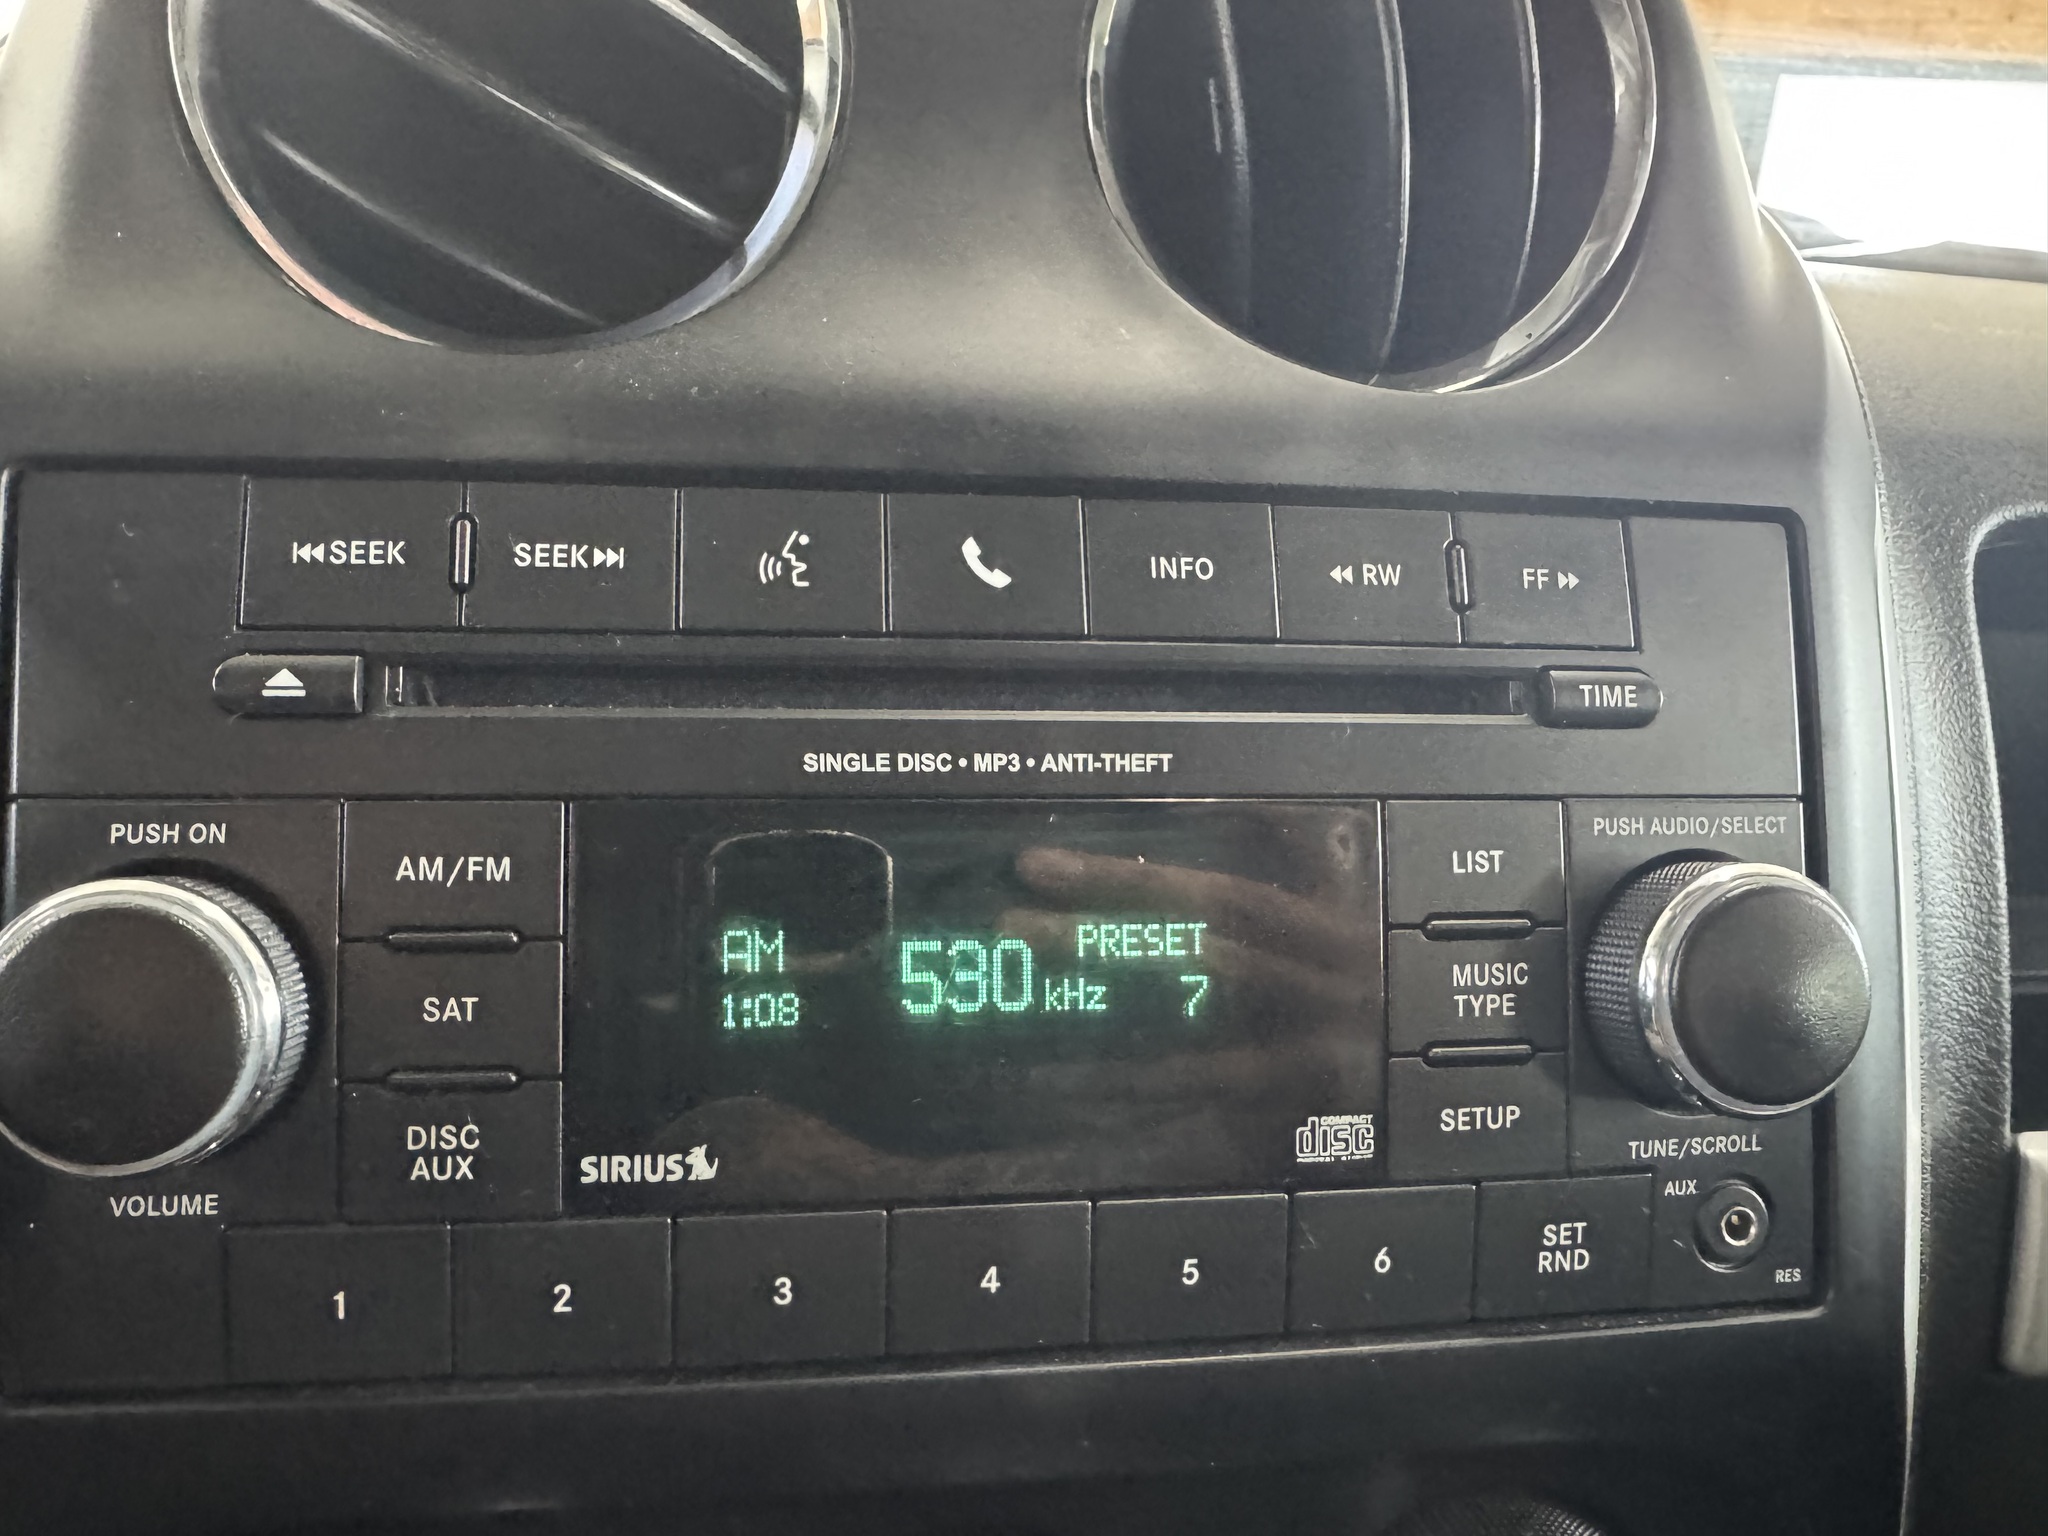 SEEK
SEEK
INFO
RW
FF
TIME
SINGLE DISC • MP3 • ANTI-THEFT
PUSH ON
AM/FM
SAT
DISC
AUX
VOLUME
AM
1:08
530 kHz
PRESET
7
SIRIUS
COMPACT
disc
LIST
MUSIC
TYPE
SETUP
PUSH AUDIO/SELECT
TUNE/SCROLL
AUX
RES
1
2
3
4
5
6
SET
RND